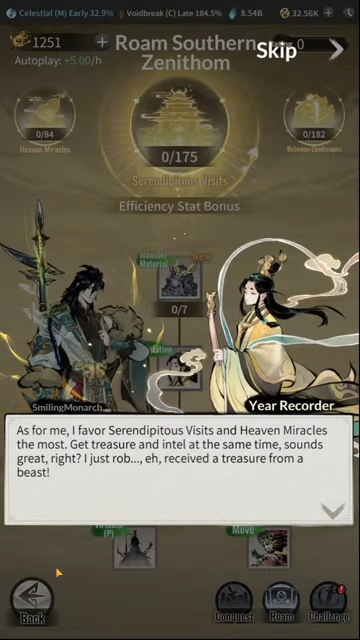 Celestial (M) Early 32.9% Voidbreak (C) Late 184.5% 8.54B 32.56K
1251
Roam Southern Zenithom
Skip
0
Autoplay: +5.00/h
0/84
Heaven Miracles
0/175
Serendipitous Visits
0/182
Between Landscapes
Efficiency Stat Bonus
Monster
Material
0/7
SmilingMonarch
Year Recorder
As for me, I favor Serendipitous Visits and Heaven Miracles
the most. Get treasure and intel at the same time, sounds
great, right? I just rob..., eh, received a treasure from a
beast!
(P)
Move
Back
Conquest
Roam
Challenge